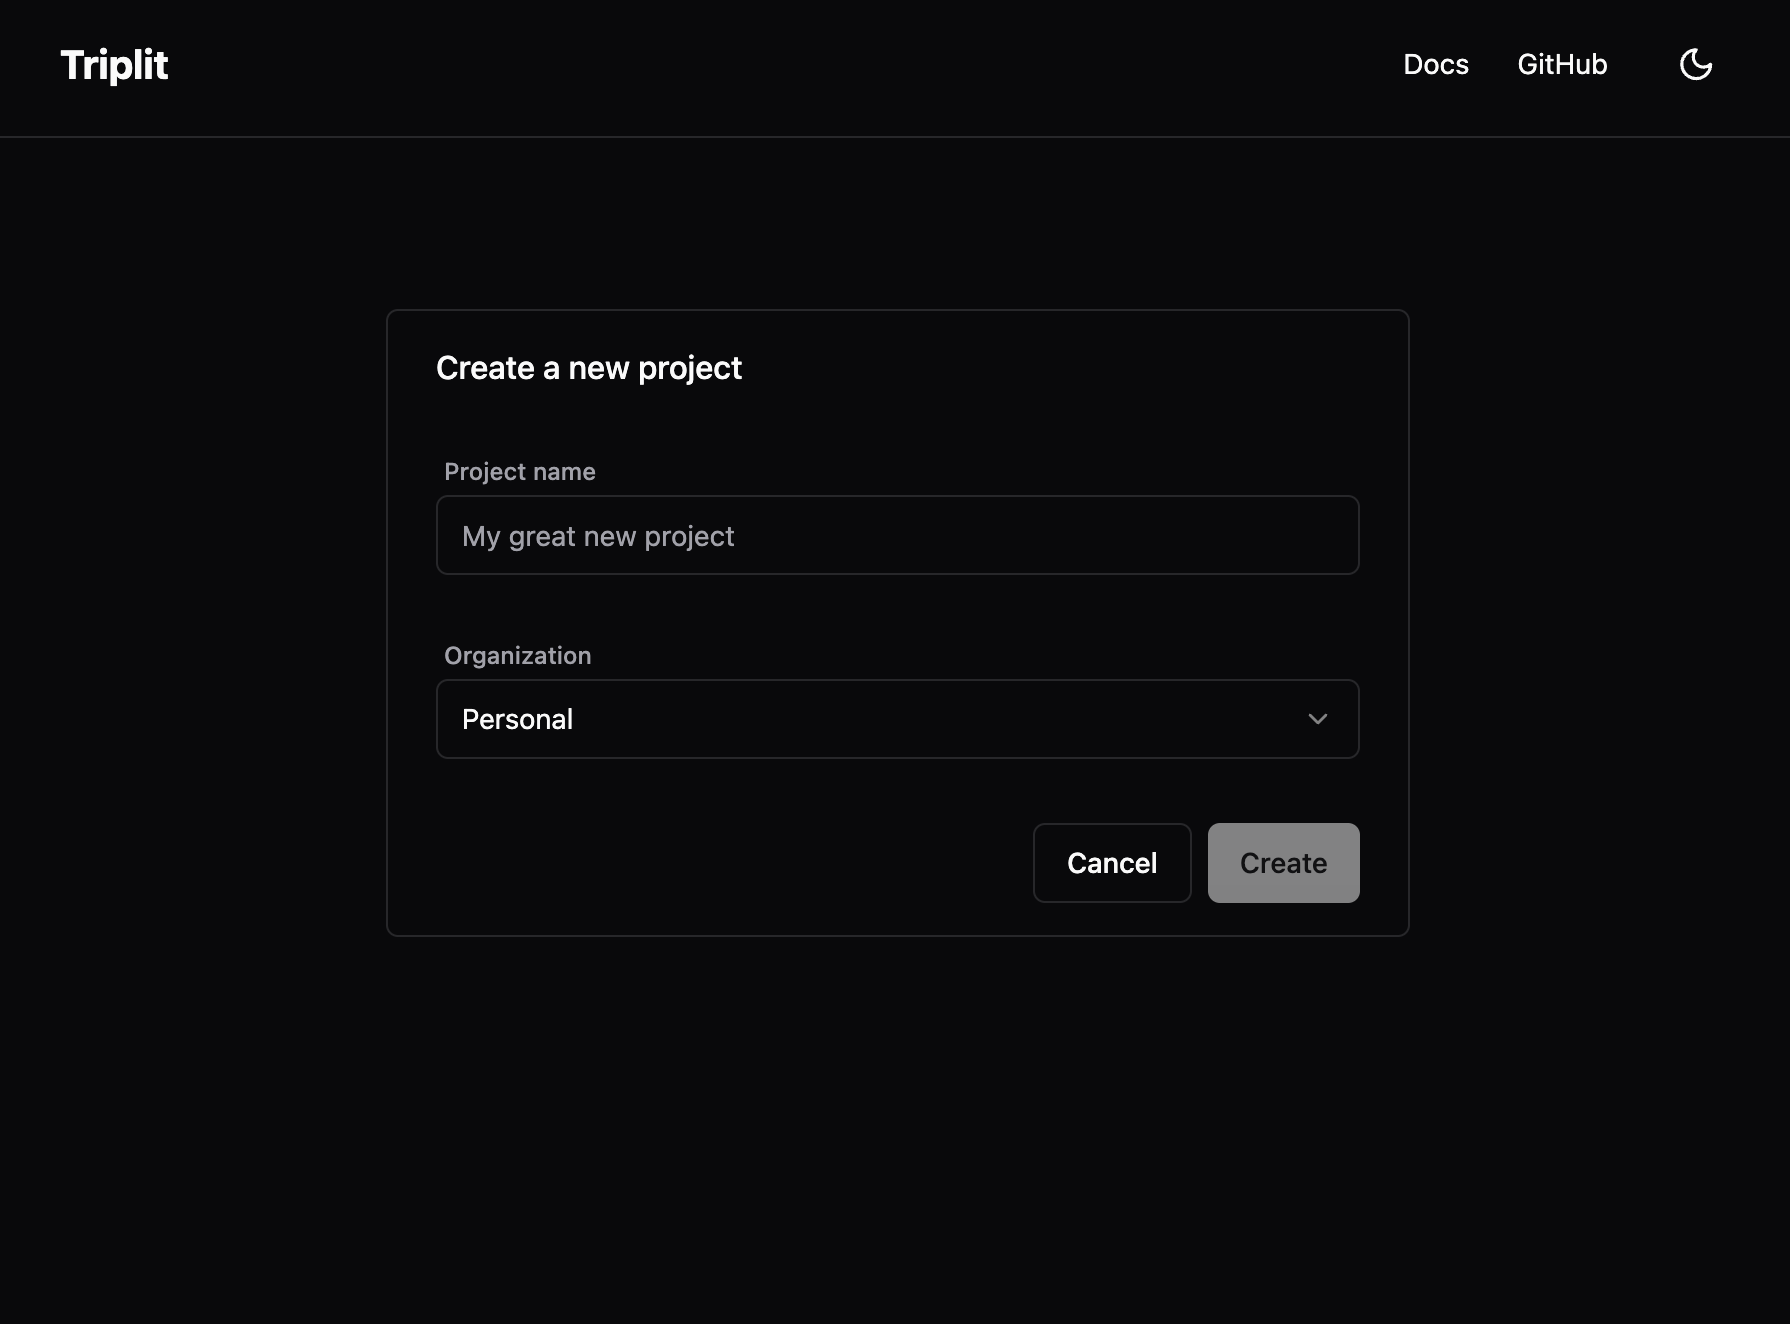 Triplit
Docs
GitHub
Create a new project
Project name
My great new project
Organization
Personal
Cancel
Create